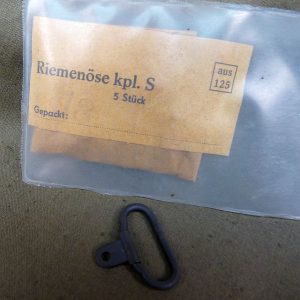 Riemenöse kpl. S
5 Stück
aus
125
Gepackt: